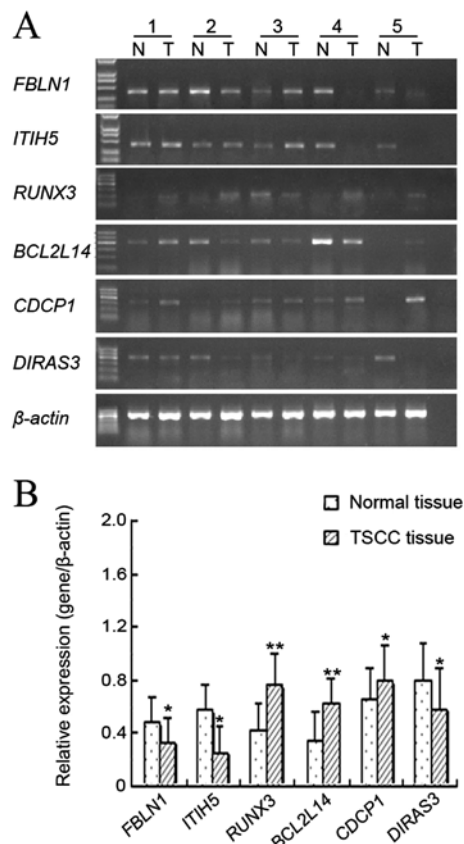 A
1 2 3 4 5
N T N T N T N T N T
FBLN1
ITIH5
RUNX3
BCL2L14
CDCP1
DIRAS3
β-actin
B
Normal tissue
TSCC tissue
Relative expression (gene/β-actin)
2.0
1.6
1.2
0.8
0.4
0
* * ** ** * *
FBLN1 ITIH5 RUNX3 BCL2L14 CDCP1 DIRAS3